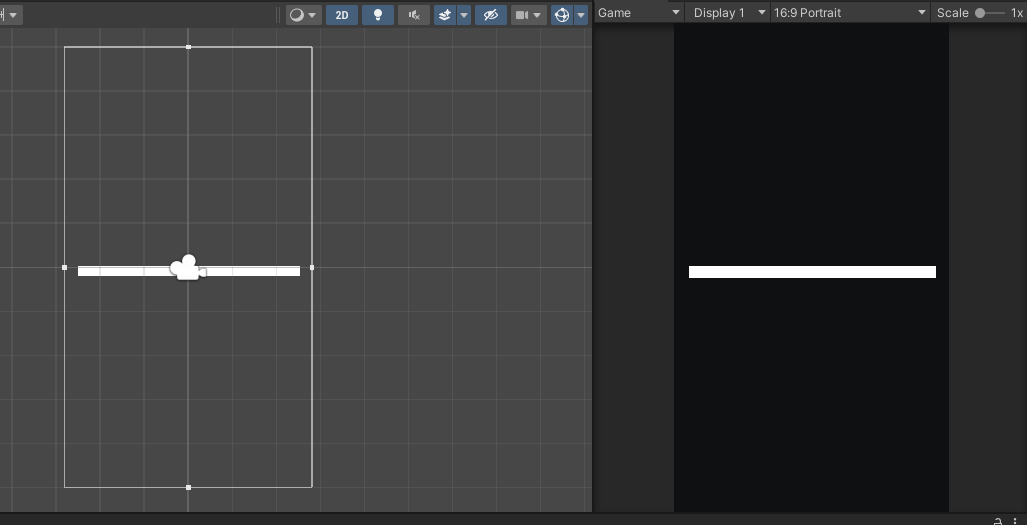 2D
Game
Display 1
16:9 Portrait
Scale
1x